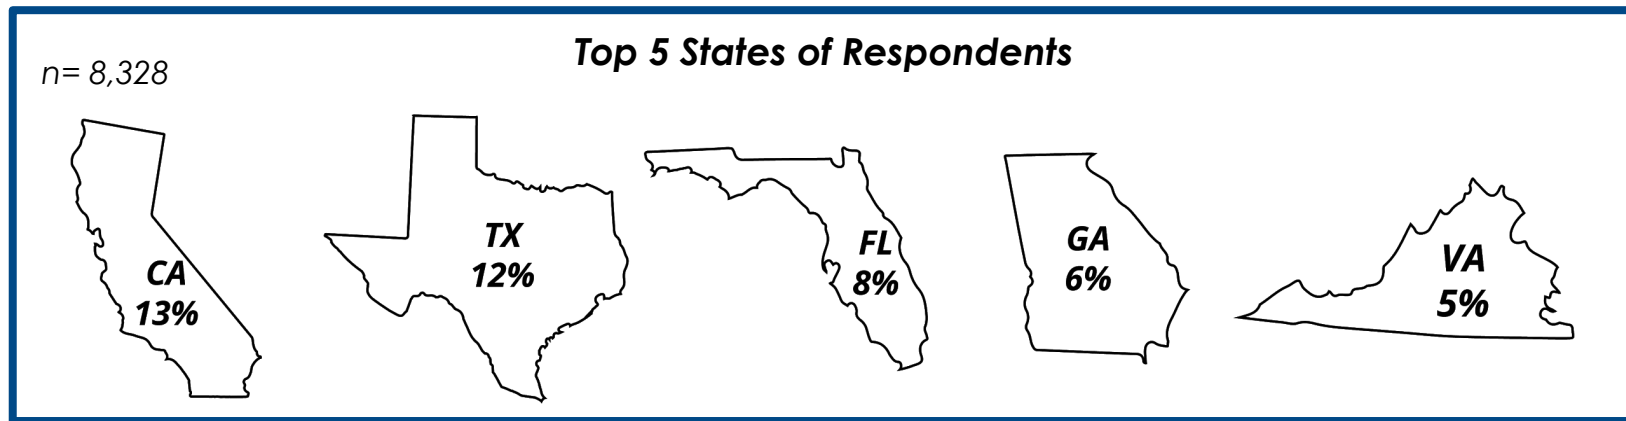 Top 5 States of Respondents
n= 8,328
CA
13%
TX
12%
FL
8%
GA
6%
VA
5%